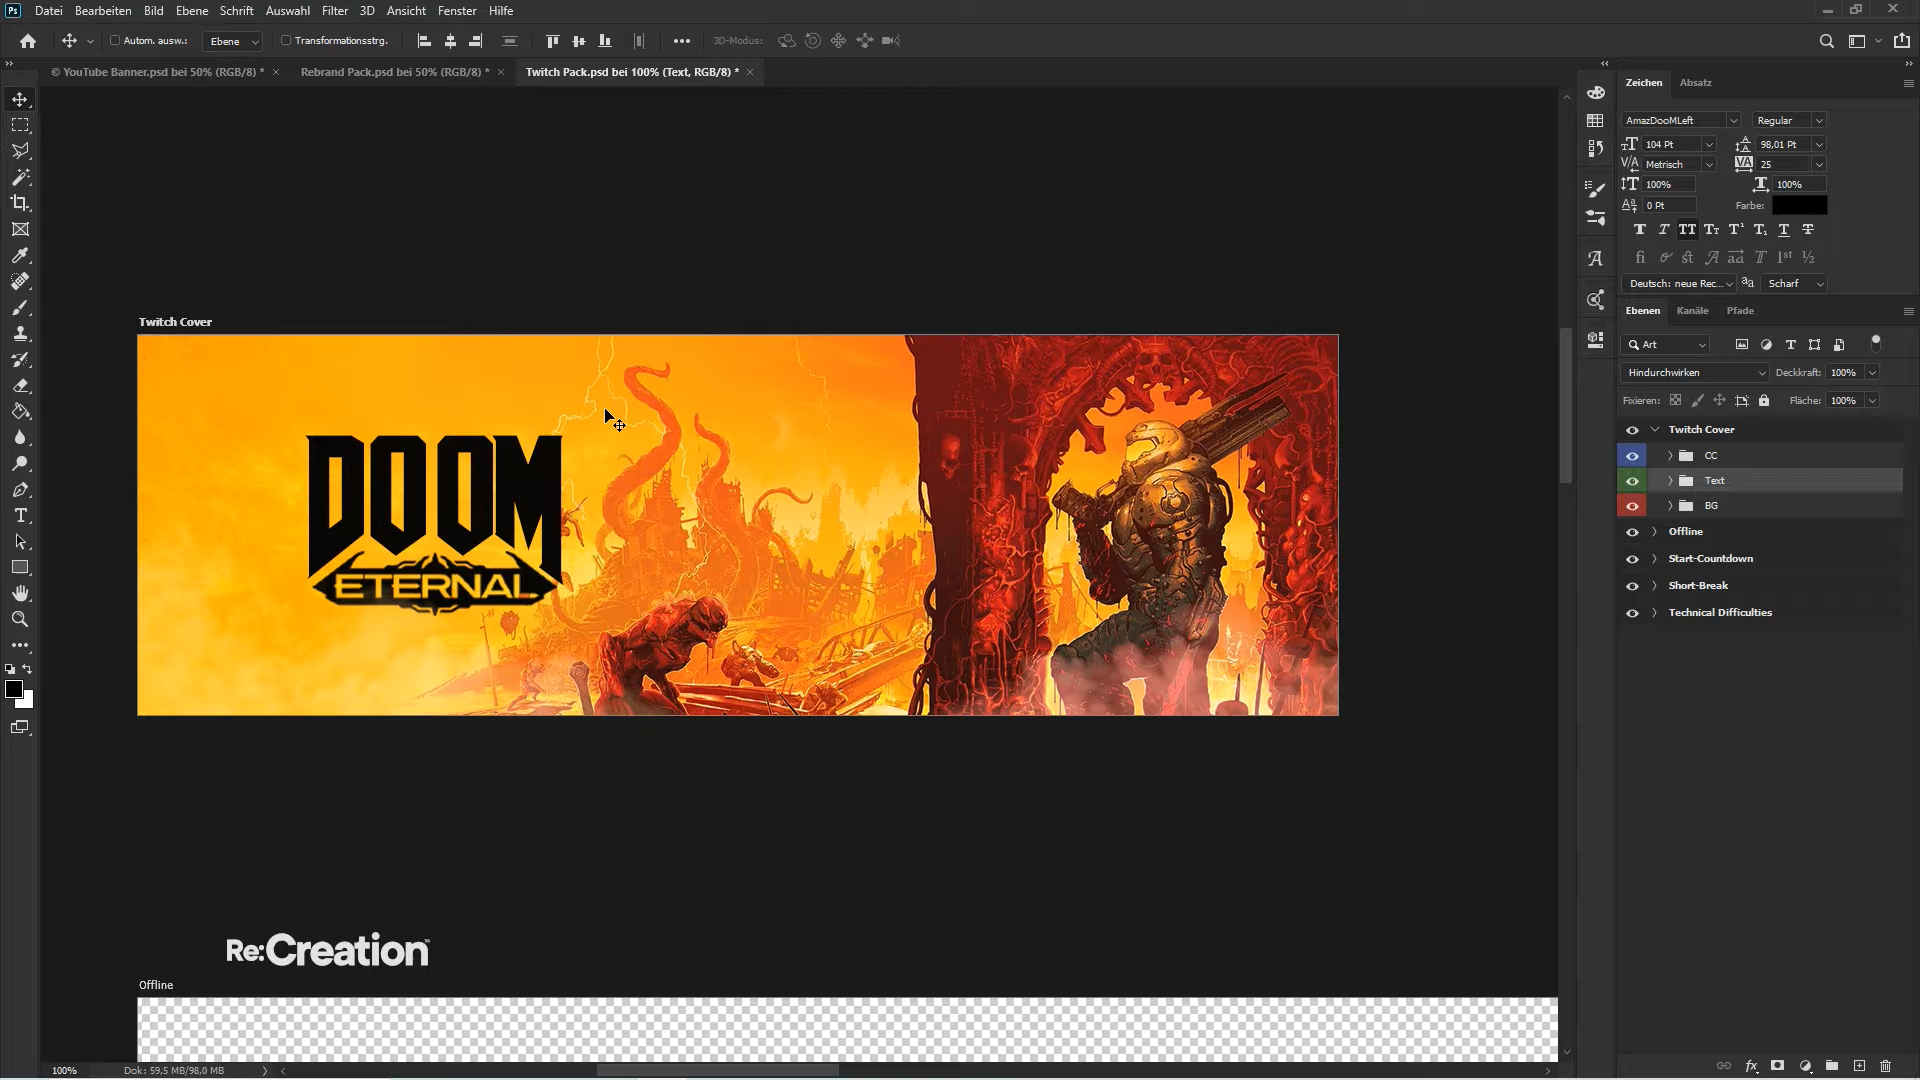 Ps Datei Bearbeiten Bild Ebene Schrift Auswahl Filter 3D Ansicht Fenster Hilfe
Autom. ausw.: Ebene Transformationsstrg. 3D-Modus:
© YouTube Banner.psd bei 50% (RGB/8) * Rebrand Pack.psd bei 50% (RGB/8) * Twitch Pack.psd bei 100% (Text, RGB/8) *
Zeichen Absatz
AmazDooMLeft Regular
104 Pt 98,01 Pt
Metrisch 25
100% 100%
0 Pt Farbe:
Deutsch: neue Rec... Scharf
Ebenen Kanäle Pfade
Art
Hindurchwirken Deckkraft: 100%
Fixieren: Fläche: 100%
Twitch Cover
CC
Text
BG
Offline
Start-Countdown
Short-Break
Technical Difficulties
Twitch Cover
DOOM
ETERNAL
Re:Creation
Offline
100% Dok: 59,5 MB/98,0 MB